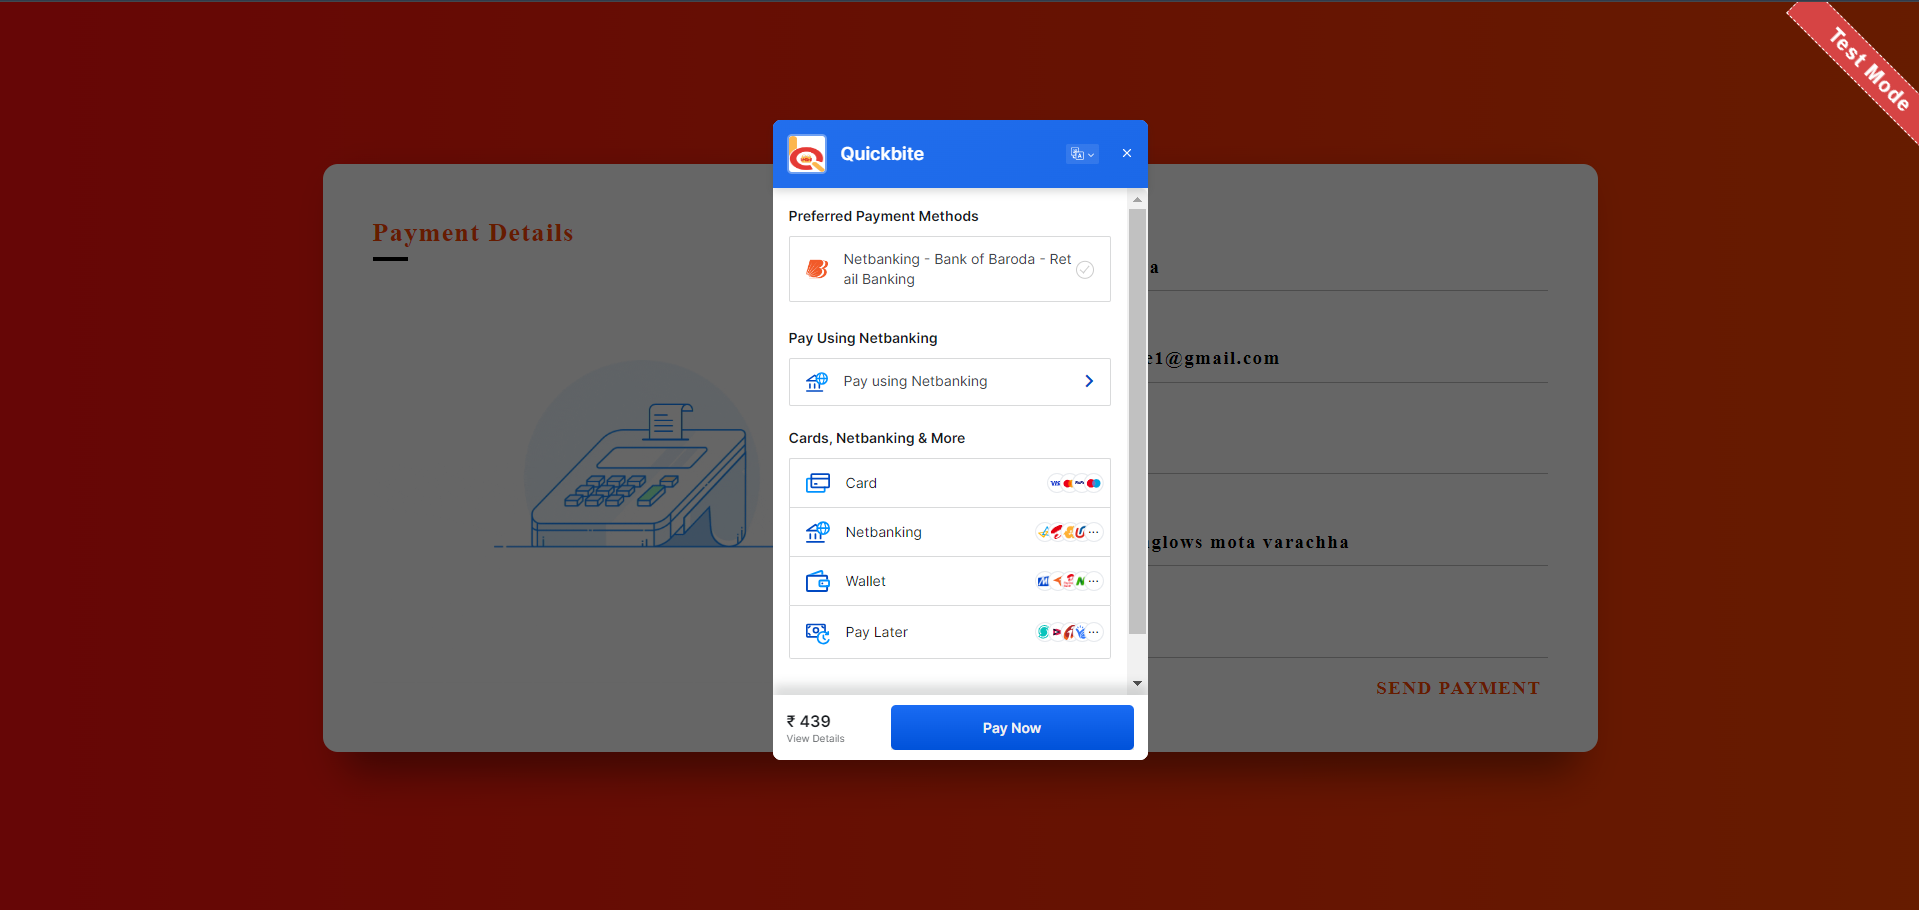 Test Mode
Quickbite
Payment Details
Preferred Payment Methods
Netbanking - Bank of Baroda - Ret
ail Banking
a
Pay Using Netbanking
e1@gmail.com
Pay using Netbanking
Cards, Netbanking & More
Card
Netbanking
glows mota varachha
Wallet
Pay Later
SEND PAYMENT
₹ 439
View Details
Pay Now